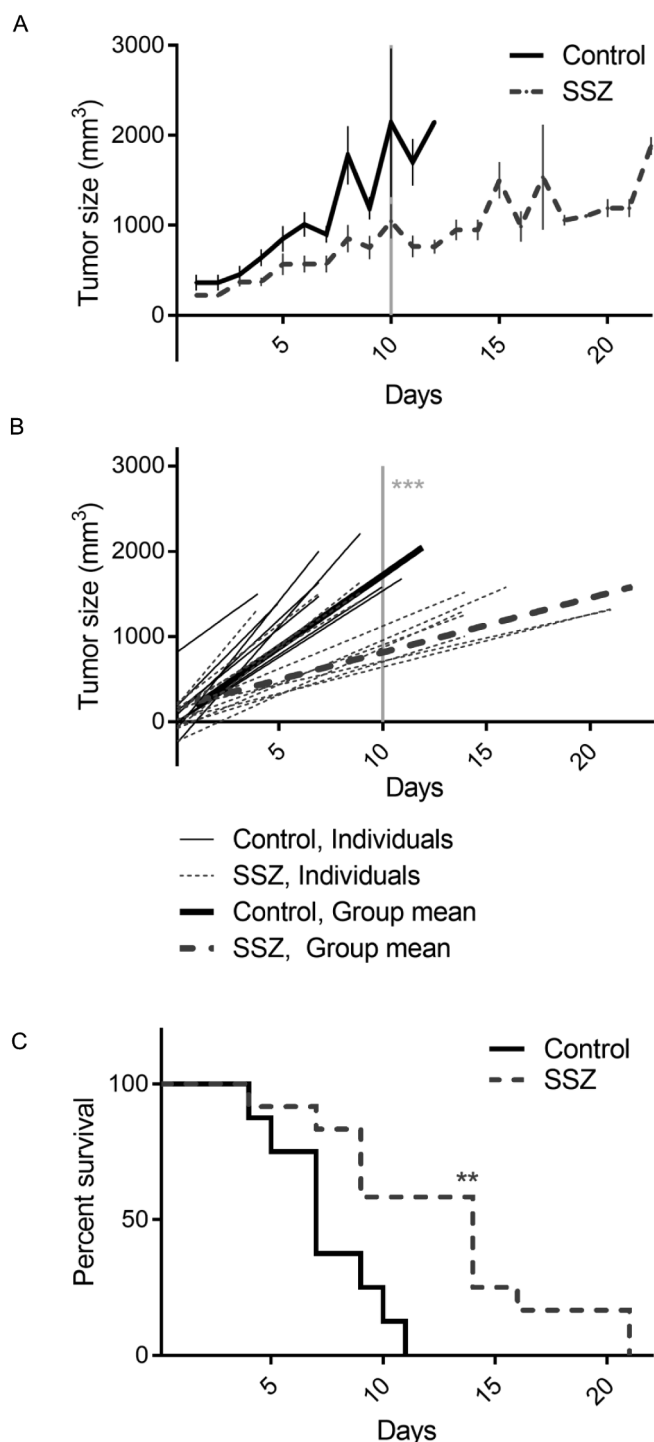 A
3000
2000
1000
0
Tumor size (mm³)
Control
SSZ
5
10
15
20
Days
B
3000
2000
1000
0
Tumor size (mm³)
***
5
10
15
20
Days
Control, Individuals
SSZ, Individuals
Control, Group mean
SSZ, Group mean
C
100
50
0
Percent survival
Control
SSZ
**
5
10
15
20
Days